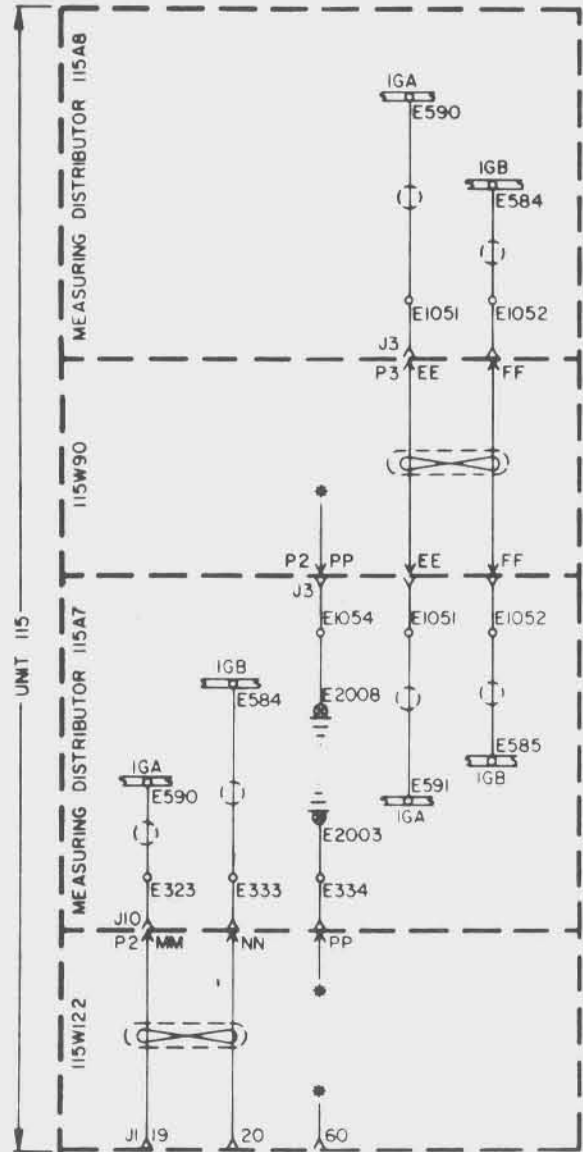 UNIT 115
MEASURING DISTRIBUTOR 115A8
IGA
E590
IGB
E584
E1051
E1052
J3
P3 EE FF
115W90
*
P2 PP EE FF
J3
E1054 E1051 E1052
MEASURING DISTRIBUTOR 115A7
IGB
E584
E2008
IGA
E590
E585
IGB
E591
IGA
E2003
E323 E333 E334
J10
P2 MM NN PP
115W122
*
*
J1 19 20 60